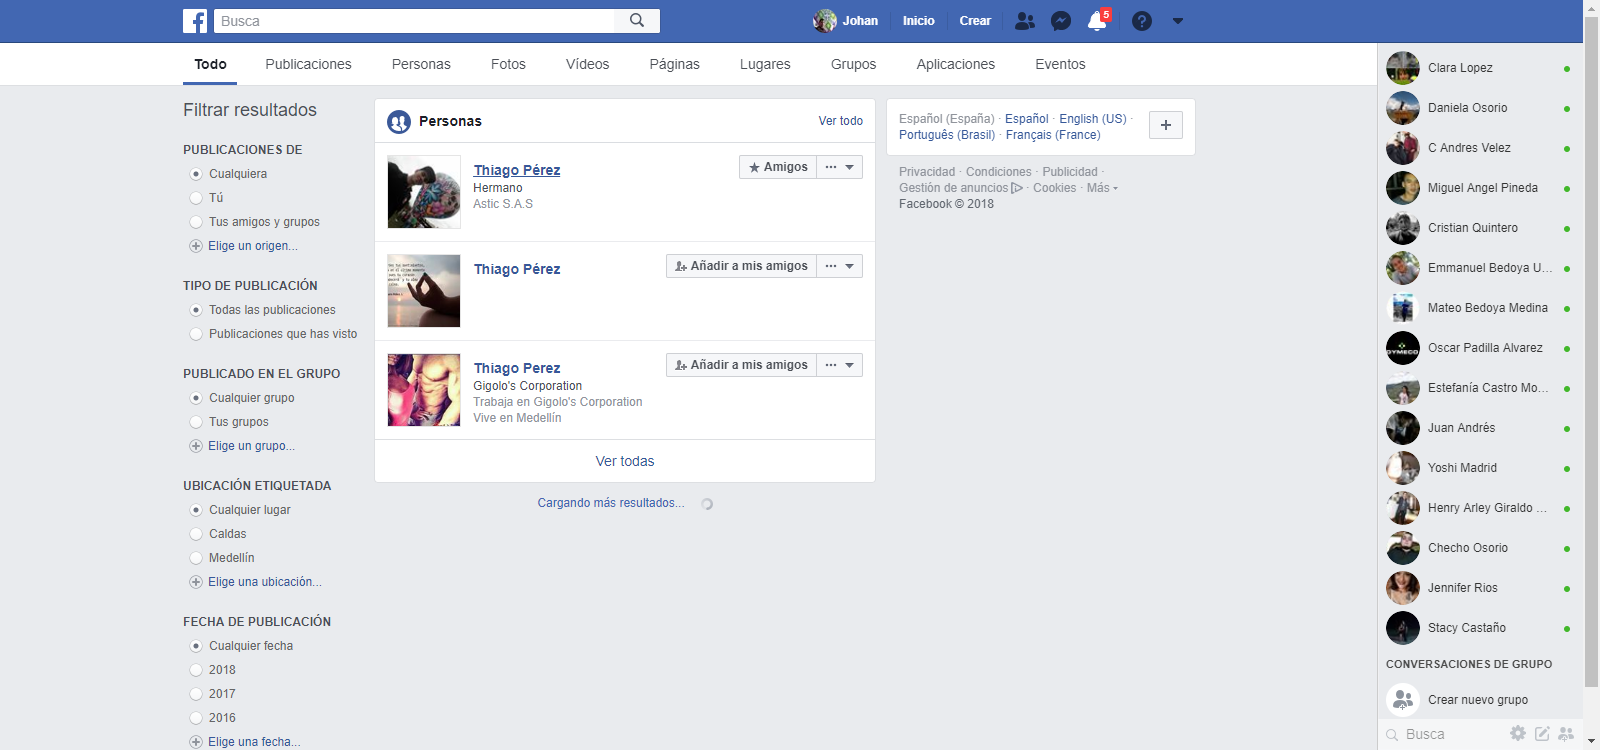 Busca
Johan
Inicio
Crear
5
Todo
Publicaciones
Personas
Fotos
Vídeos
Páginas
Lugares
Grupos
Aplicaciones
Eventos
Filtrar resultados
PUBLICACIONES DE
Cualquiera
Tú
Tus amigos y grupos
Elige un origen...
TIPO DE PUBLICACIÓN
Todas las publicaciones
Publicaciones que has visto
PUBLICADO EN EL GRUPO
Cualquier grupo
Tus grupos
Elige un grupo...
UBICACIÓN ETIQUETADA
Cualquier lugar
Caldas
Medellín
Elige una ubicación...
FECHA DE PUBLICACIÓN
Cualquier fecha
2018
2017
2016
Elige una fecha...
Personas
Ver todo
Thiago Pérez
Hermano
Astic S.A.S
Amigos
Thiago Pérez
Añadir a mis amigos
Thiago Perez
Gigolo's Corporation
Trabaja en Gigolo's Corporation
Vive en Medellín
Añadir a mis amigos
Ver todas
Cargando más resultados...
Español (España) · Español · English (US) ·
Português (Brasil) · Français (France)
Privacidad · Condiciones · Publicidad ·
Gestión de anuncios · Cookies · Más
Facebook © 2018
Clara Lopez
Daniela Osorio
C Andres Velez
Miguel Angel Pineda
Cristian Quintero
Emmanuel Bedoya U...
Mateo Bedoya Medina
Oscar Padilla Alvarez
Estefanía Castro Mo...
Juan Andrés
Yoshi Madrid
Henry Arley Giraldo ...
Checho Osorio
Jennifer Rios
Stacy Castaño
CONVERSACIONES DE GRUPO
Crear nuevo grupo
Busca